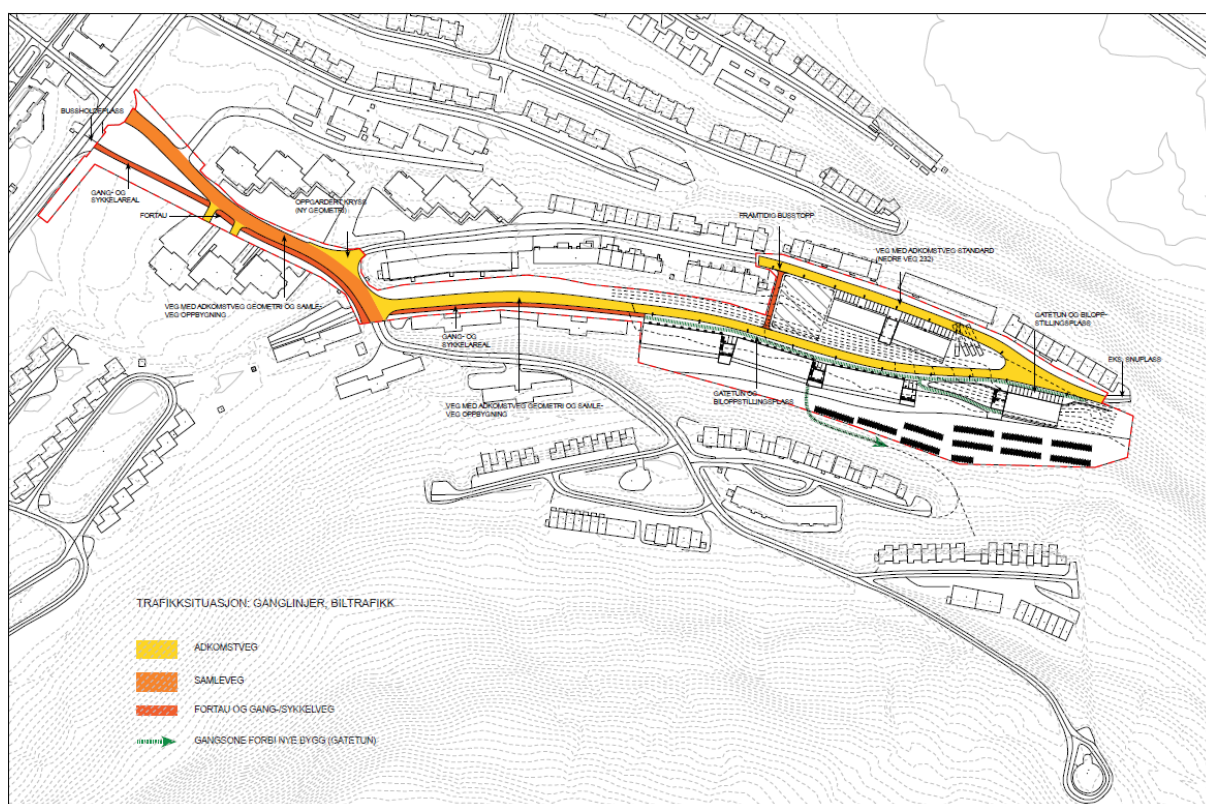 BUSSHOLDEPLASS
GANG- OG
SYKKELAREAL
FORTAU
OPPGARDERT KRYSS
(NY GEOMETRI)
FRAMTIDIG BUSSTOPP
VEG MED ADKOMSTVEG STANDARD
(NEDRE VEG 232)
VEG MED ADKOMSTVEG GEOMETRI OG SAMLE-
VEG OPPBYGNING
GANG- OG
SYKKELAREAL
GATETUN OG BILOPP-
STILLINGSPLASS
EKS. SNUPLASS
GATETUN OG
BILOPPSTILLINGSPLASS
VEG MED ADKOMSTVEG GEOMETRI OG SAMLE-
VEG OPPBYGNING
TRAFIKKSITUASJON: GANGLINJER, BILTRAFIKK
ADKOMSTVEG
SAMLEVEG
FORTAU OG GANG-/SYKKELVEG
GANGSONE FORBI NYE BYGG (GATETUN)